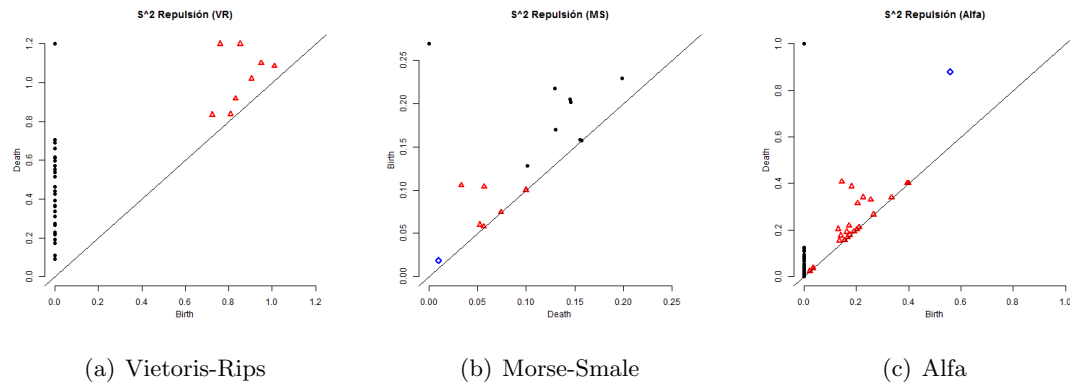 S^2 Repulsión (VR)
Death
0.0 0.2 0.4 0.6 0.8 1.0 1.2
0.0 0.2 0.4 0.6 0.8 1.0 1.2
Birth
(a) Vietoris-Rips
S^2 Repulsión (MS)
Birth
0.00 0.05 0.10 0.15 0.20
0.00 0.05 0.10 0.15 0.20 0.25
Death
(b) Morse-Smale
S^2 Repulsión (Alfa)
Death
0.0 0.2 0.4 0.6 0.8 1.0
0.0 0.2 0.4 0.6 0.8 1.0
Birth
(c) Alfa